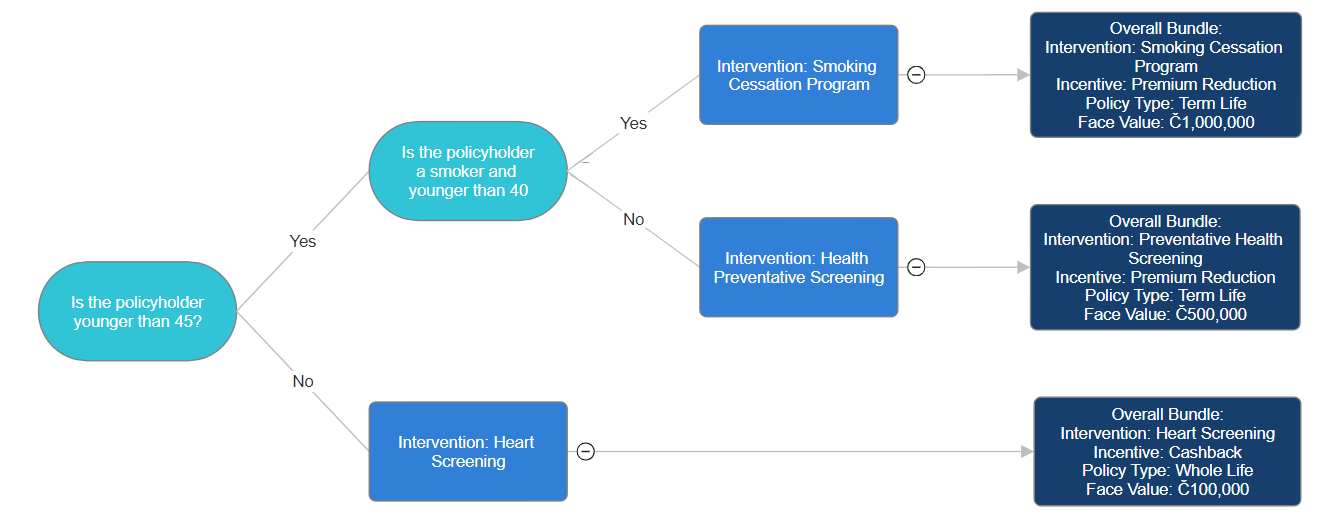 Is the policyholder
younger than 45?
Yes
No
Is the policyholder
a smoker and
younger than 40
Yes
No
Intervention: Smoking
Cessation Program
Overall Bundle:
Intervention: Smoking Cessation
Program
Incentive: Premium Reduction
Policy Type: Term Life
Face Value: Č1,000,000
Intervention: Health
Preventative Screening
Overall Bundle:
Intervention: Preventative Health
Screening
Incentive: Premium Reduction
Policy Type: Term Life
Face Value: Č500,000
Intervention: Heart
Screening
Overall Bundle:
Intervention: Heart Screening
Incentive: Cashback
Policy Type: Whole Life
Face Value: Č100,000